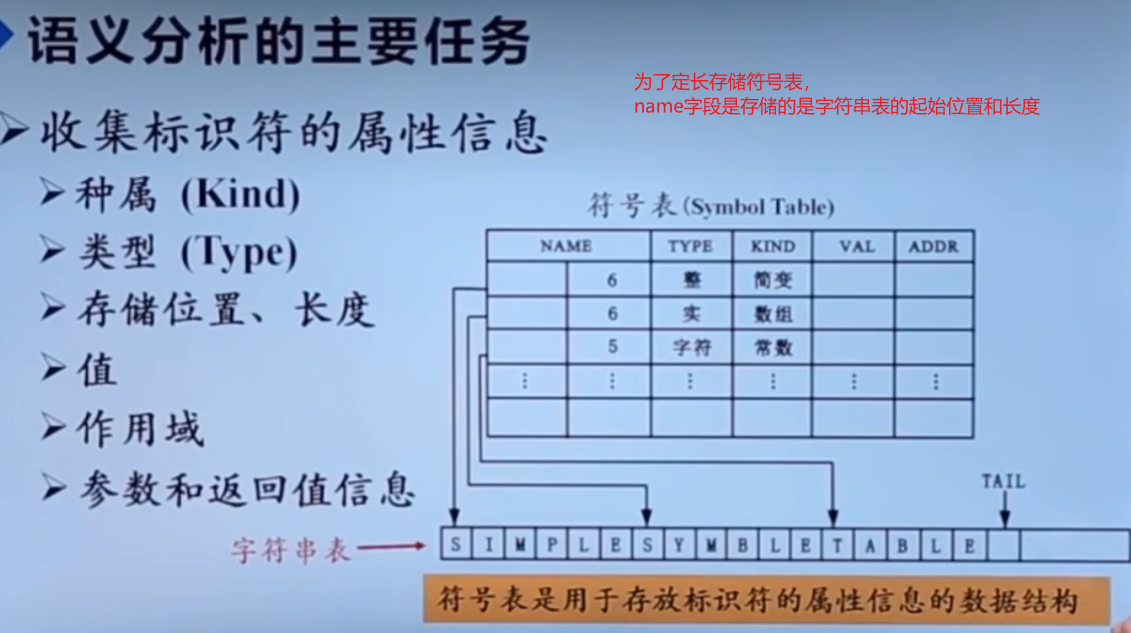 语义分析的主要任务
为了定长存储符号表，
name字段是存储的是字符串表的起始位置和长度
收集标识符的属性信息
种属 (Kind)
类型 (Type)
存储位置、长度
值
作用域
参数和返回值信息
符号表(Symbol Table)
NAME TYPE KIND VAL ADDR
6 整 简变
6 实 数组
5 字符 常数
⋮ ⋮ ⋮ ⋮ ⋮ ⋮
TAIL
字符串表
S I M P L E S Y M B L E T A B L E
符号表是用于存放标识符的属性信息的数据结构